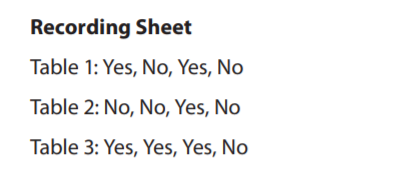 Recording Sheet
Table 1: Yes, No, Yes, No
Table 2: No, No, Yes, No
Table 3: Yes, Yes, Yes, No